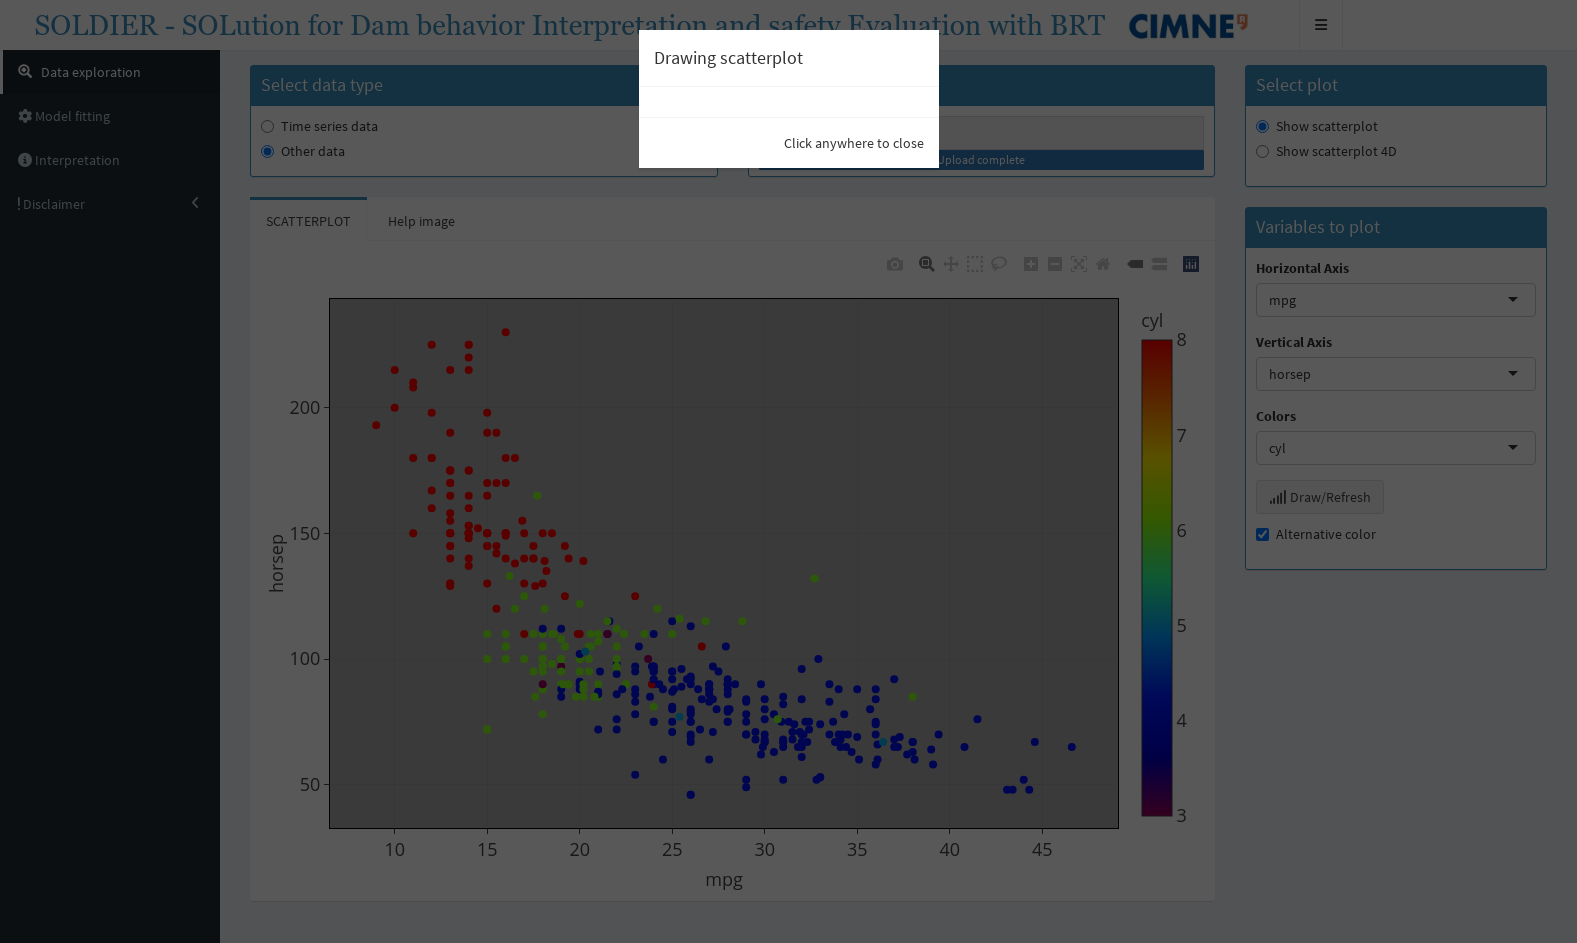 SOLDIER - SOLution for Dam behavior Interpretation and safety Evaluation with BRT
CIMNE
Drawing scatterplot
Click anywhere to close
Data exploration
Model fitting
Interpretation
Disclaimer
Select data type
Time series data
Other data
Upload complete
Select plot
Show scatterplot
Show scatterplot 4D
SCATTERPLOT
Help image
Variables to plot
Horizontal Axis
mpg
Vertical Axis
horsep
Colors
cyl
Draw/Refresh
Alternative color
cyl
8
7
6
5
4
3
horsep
200
150
100
50
10 15 20 25 30 35 40 45
mpg